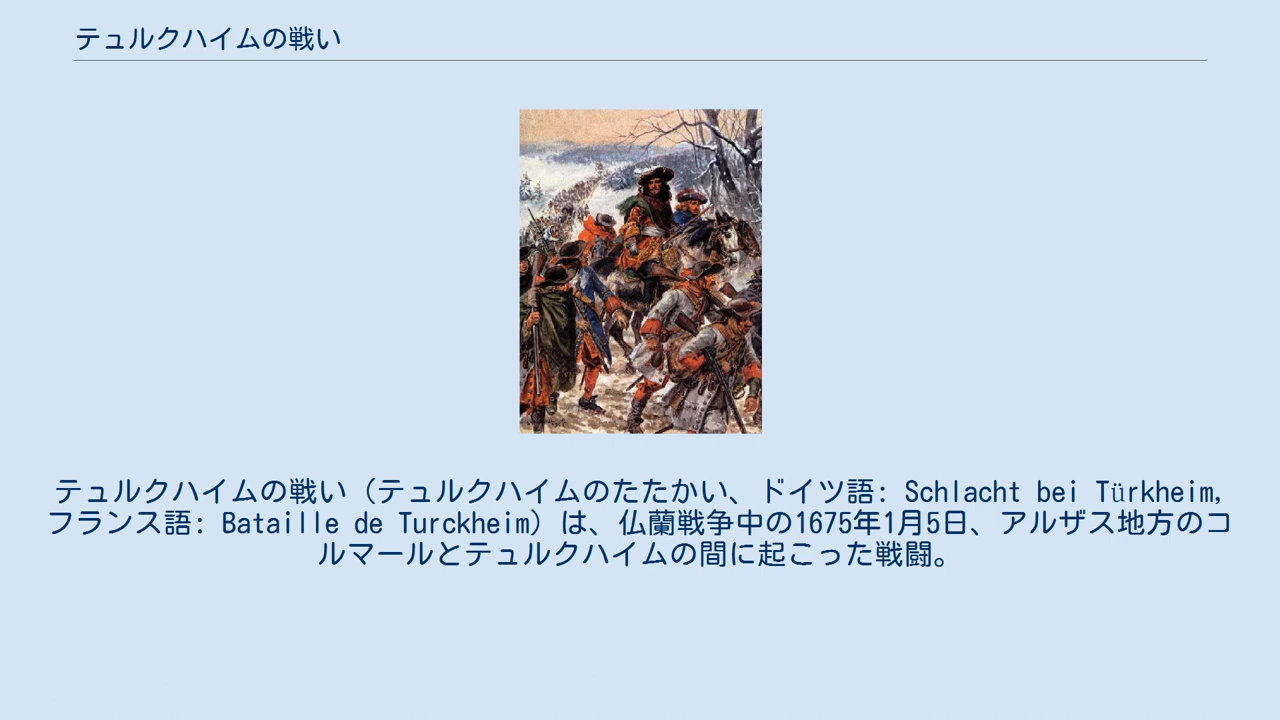 テュルクハイムの戦い
テュルクハイムの戦い（テュルクハイムのたたかい、ドイツ語: Schlacht bei Türkheim,
フランス語: Bataille de Turckheim）は、仏蘭戦争中の1675年1月5日、アルザス地方のコ
ルマールとテュルクハイムの間に起こった戦闘。